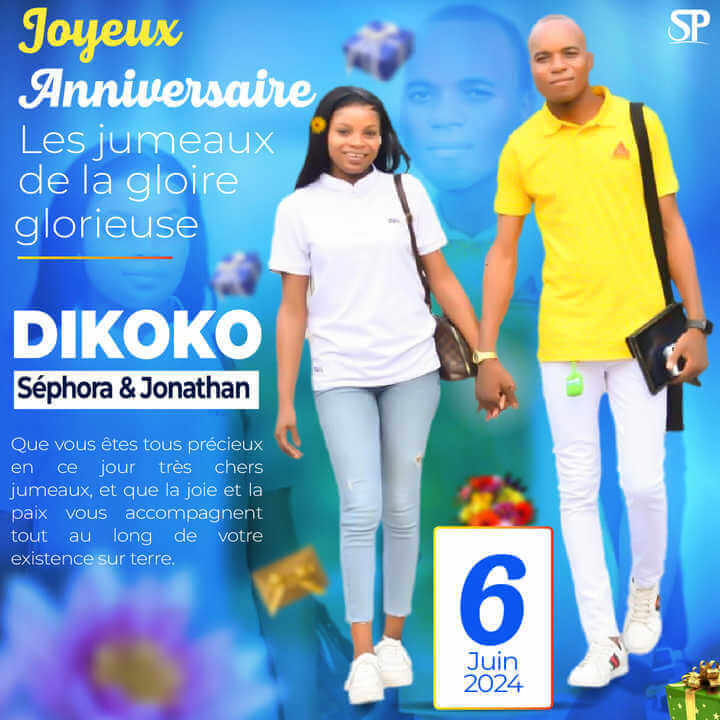 Joyeux
Anniversaire
Les jumeaux
de la gloire
glorieuse
SP
DIKOKO
Séphora & Jonathan
Que vous êtes tous précieux
en ce jour très chers
jumeaux, et que la joie et la
paix vous accompagnent
tout au long de votre
existence sur terre.
6
Juin
2024